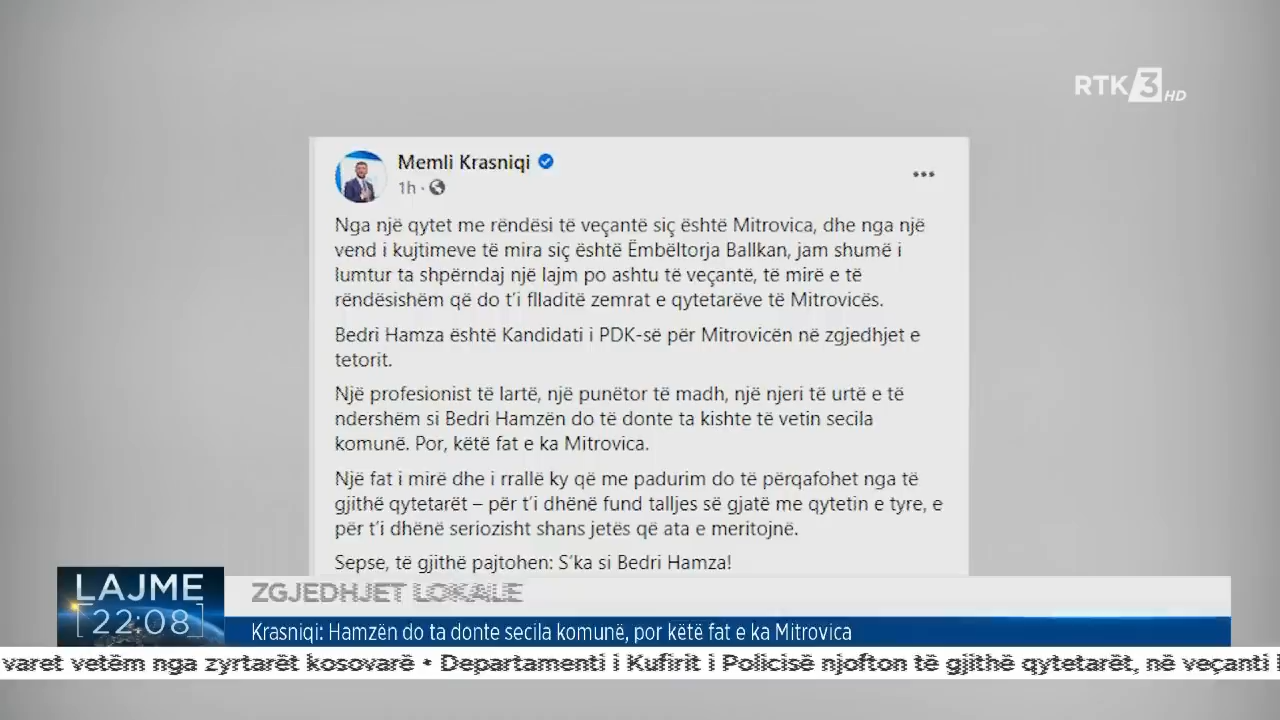 RTK 3 HD
Memli Krasniqi
1h ·
Nga një qytet me rëndësi të veçantë siç është Mitrovica, dhe nga një
vend i kujtimeve të mira siç është Ëmbëltorja Ballkan, jam shumë i
lumtur ta shpërndaj një lajm po ashtu të veçantë, të mirë e të
rëndësishëm që do t'i flladitë zemrat e qytetarëve të Mitrovicës.
Bedri Hamza është Kandidati i PDK-së për Mitrovicën në zgjedhjet e
tetorit.
Një profesionist të lartë, një punëtor të madh, një njeri të urtë e të
ndershëm si Bedri Hamzën do të donte ta kishte të vetin secila
komunë. Por, këtë fat e ka Mitrovica.
Një fat i mirë dhe i rrallë ky që me padurim do të përqafohet nga të
gjithë qytetarët – për t'i dhënë fund talljes së gjatë me qytetin e tyre, e
për t'i dhënë seriozisht shans jetës që ata e meritojnë.
Sepse, të gjithë pajtohen: S'ka si Bedri Hamza!
LAJME
[22:08]
ZGJEDHJET LOKALE
Krasniqi: Hamzën do ta donte secila komunë, por këtë fat e ka Mitrovica
varet vetëm nga zyrtarët kosovarë • Departamenti i Kufirit i Policisë njofton të gjithë qytetarët, në veçanti